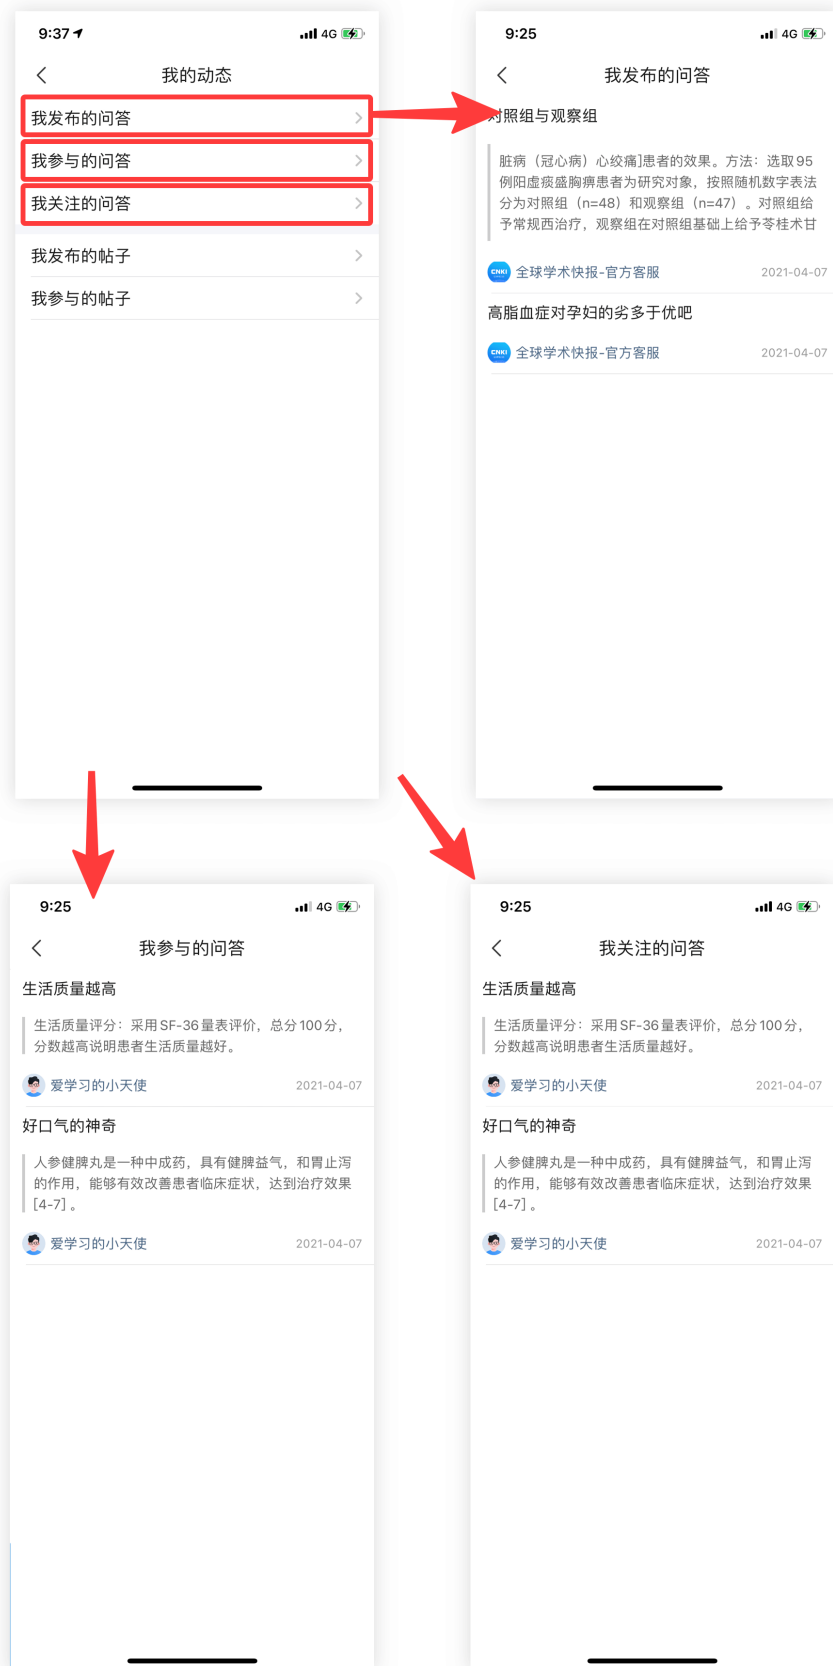 9:37
4G
我的动态
我发布的问答
我参与的问答
我关注的问答
我发布的帖子
我参与的帖子
9:25
4G
我发布的问答
对照组与观察组
脏病（冠心病）心绞痛]患者的效果。方法：选取95
例阳虚痰盛胸痹患者为研究对象，按照随机数字表法
分为对照组（n=48）和观察组（n=47）。对照组给
予常规西治疗，观察组在对照组基础上给予苓桂术甘
CNKI
全球学术快报-官方客服
2021-04-07
高脂血症对孕妇的劣多于优吧
CNKI
全球学术快报-官方客服
2021-04-07
9:25
4G
我参与的问答
生活质量越高
生活质量评分：采用SF-36量表评价，总分100分，
分数越高说明患者生活质量越好。
爱学习的小天使
2021-04-07
好口气的神奇
人参健脾丸是一种中成药，具有健脾益气，和胃止泻
的作用，能够有效改善患者临床症状，达到治疗效果
[4-7]。
爱学习的小天使
2021-04-07
9:25
4G
我关注的问答
生活质量越高
生活质量评分：采用SF-36量表评价，总分100分，
分数越高说明患者生活质量越好。
爱学习的小天使
2021-04-07
好口气的神奇
人参健脾丸是一种中成药，具有健脾益气，和胃止泻
的作用，能够有效改善患者临床症状，达到治疗效果
[4-7]。
爱学习的小天使
2021-04-07